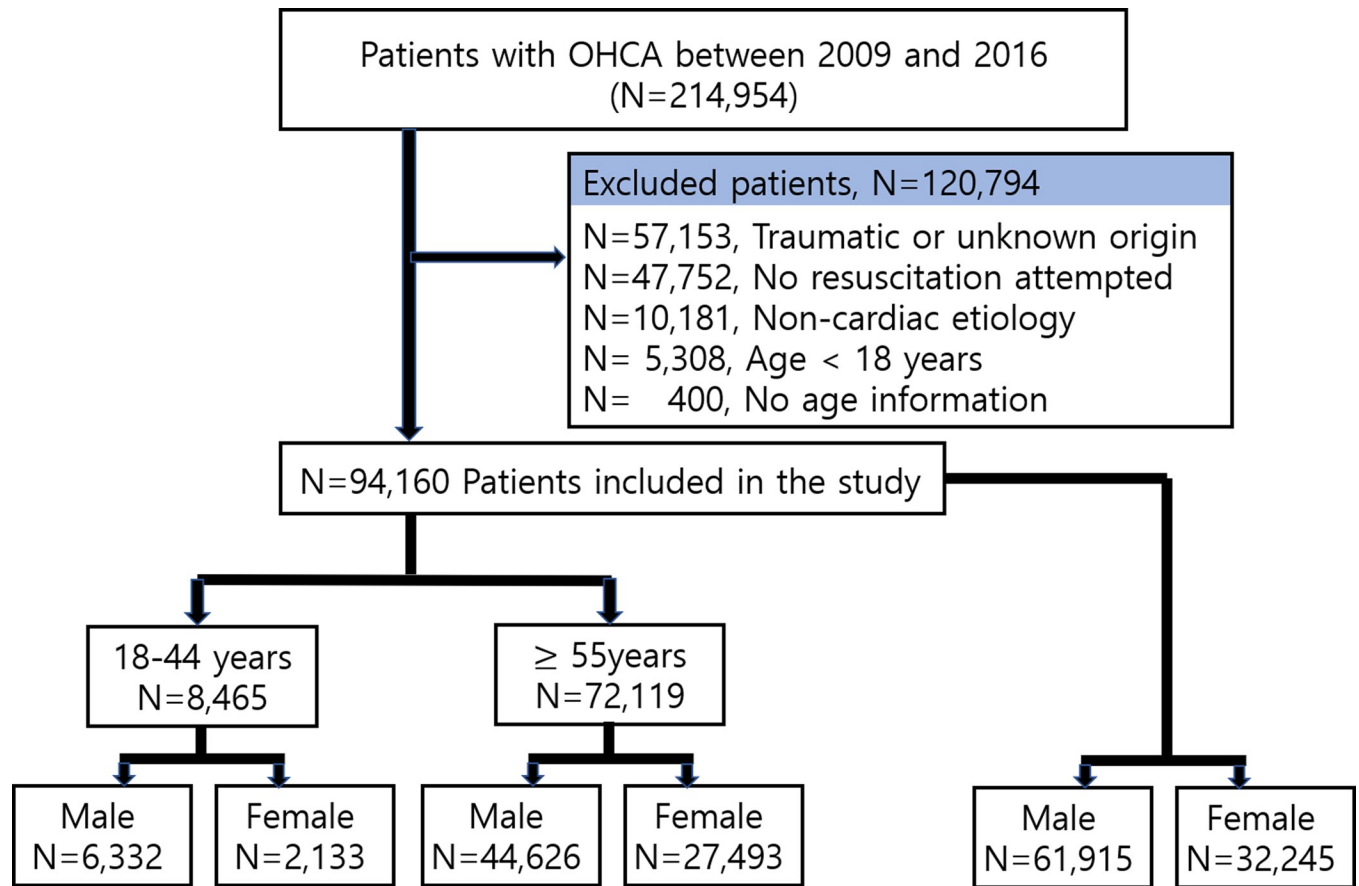 Patients with OHCA between 2009 and 2016
(N=214,954)
Excluded patients, N=120,794
N=57,153, Traumatic or unknown origin
N=47,752, No resuscitation attempted
N=10,181, Non-cardiac etiology
N= 5,308, Age < 18 years
N= 400, No age information
N=94,160 Patients included in the study
18-44 years
N=8,465
≥ 55years
N=72,119
Male
N=6,332
Female
N=2,133
Male
N=44,626
Female
N=27,493
Male
N=61,915
Female
N=32,245